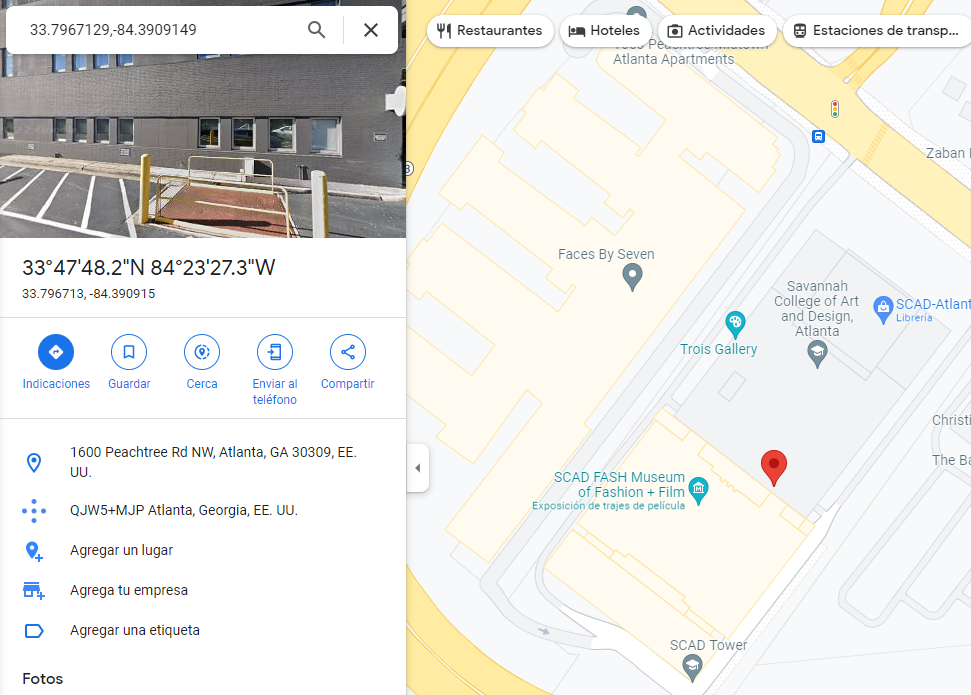 33.7967129,-84.3909149
33°47'48.2"N 84°23'27.3"W
33.796713, -84.390915
Indicaciones
Guardar
Cerca
Enviar al
teléfono
Compartir
1600 Peachtree Rd NW, Atlanta, GA 30309, EE.
UU.
QJW5+MJP Atlanta, Georgia, EE. UU.
Agregar un lugar
Agrega tu empresa
Agregar una etiqueta
Fotos
Restaurantes
Hoteles
Actividades
Estaciones de transp...
Atlanta Apartments
Zaban
Faces By Seven
Savannah
College of Art
and Design,
Atlanta
SCAD-Atlant
Librería
Trois Gallery
Christi
The Ba
SCAD FASH Museum
of Fashion + Film
Exposición de trajes de película
SCAD Tower